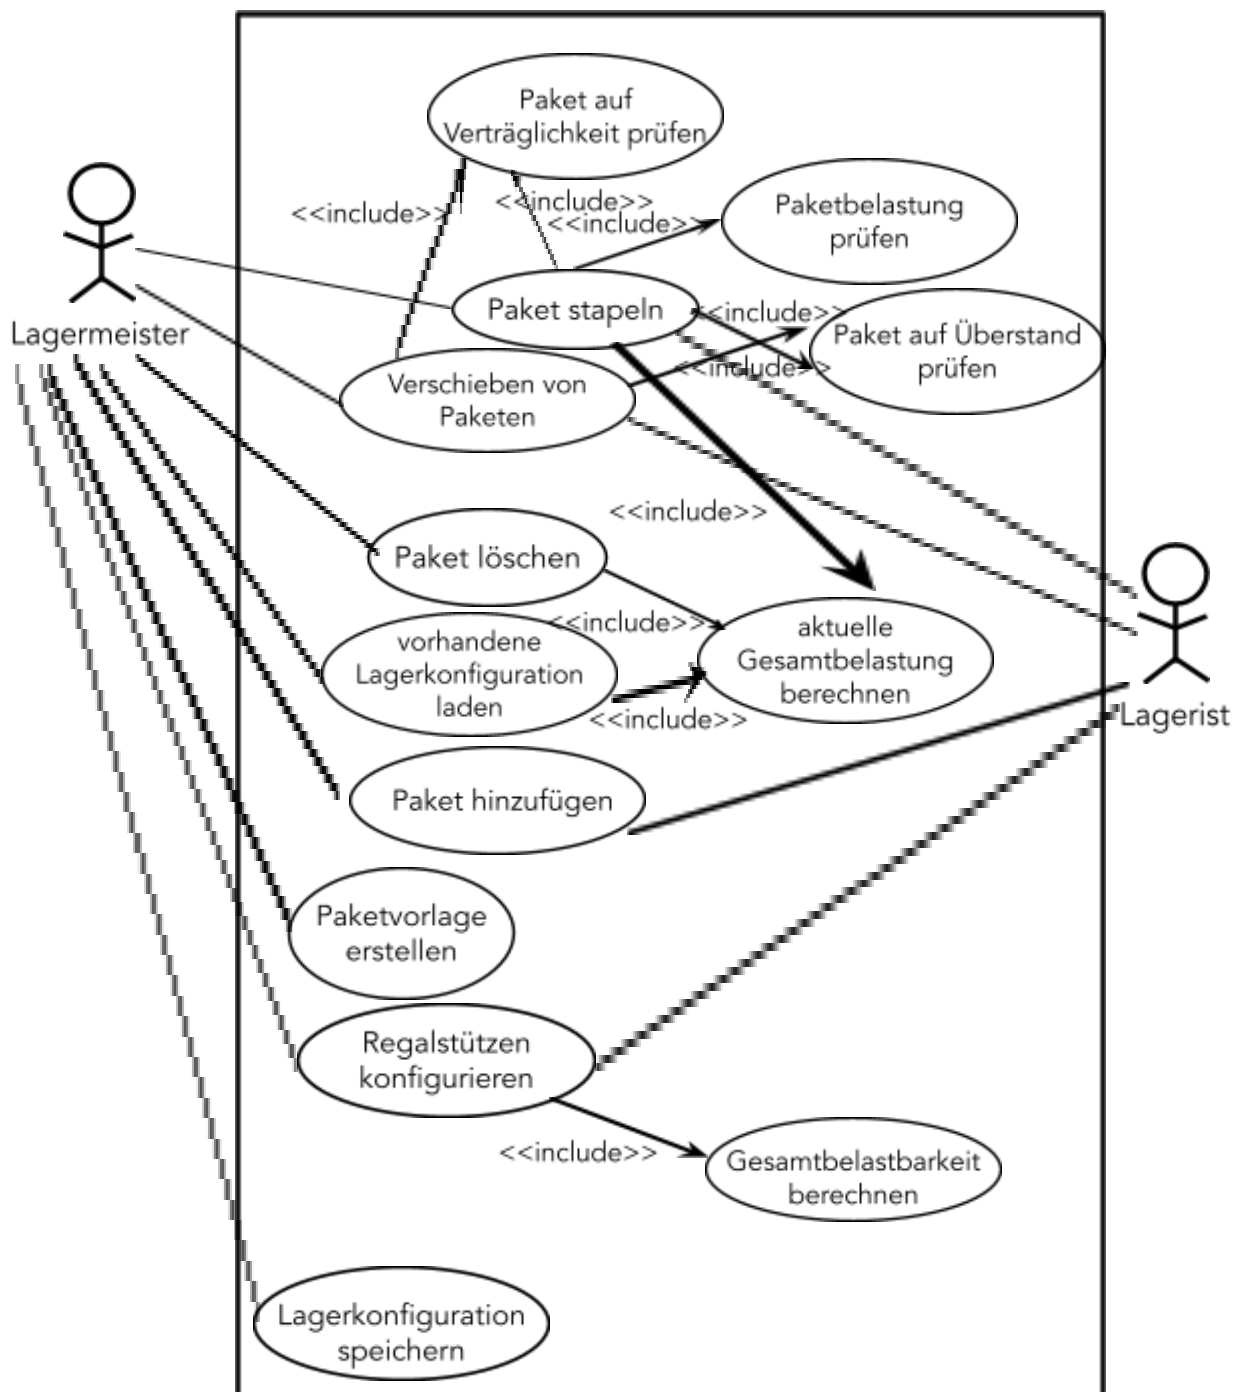 Paket auf
Verträglichkeit prüfen
<<include>>
<<include>>
<<include>>
Paketbelastung
prüfen
Lagermeister
Paket stapeln
<<include>>
Paket auf Überstand
prüfen
<<include>>
Verschieben von
Paketen
<<include>>
Paket löschen
<<include>>
vorhandene
Lagerkonfiguration
laden
aktuelle
Gesamtbelastung
berechnen
<<include>>
Lagerist
Paket hinzufügen
Paketvorlage
erstellen
Regalstützen
konfigurieren
<<include>>
Gesamtbelastbarkeit
berechnen
Lagerkonfiguration
speichern